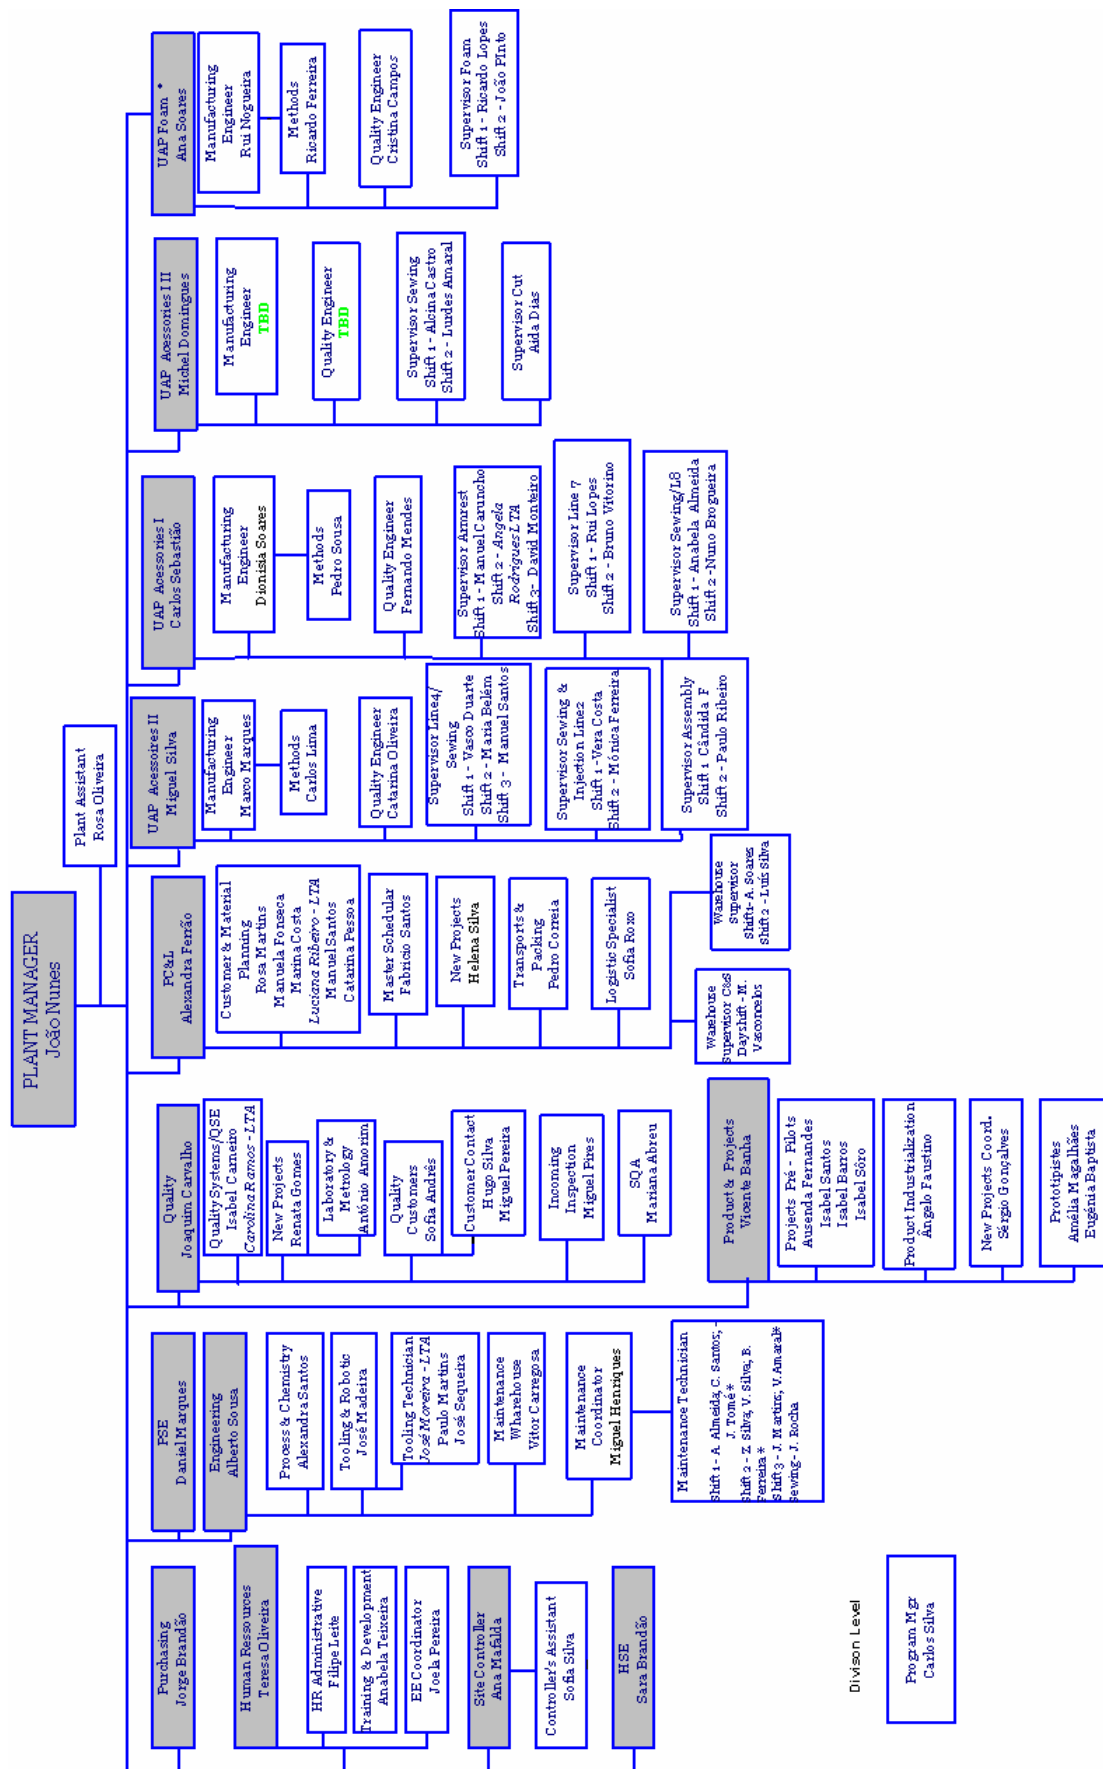 PLANT MANAGER
João Nunes
Plant Assistant
Rosa Oliveira
Purchasing
Jorge Brandão
Human Ressources
Teresa Oliveira
HR Administrative
Filipe Leite
Training & Development
Anabela Teixeira
EE Coordinator
Joela Pereira
Site Controller
Ana Mafalda
Controller's Assistant
Sofia Silva
HSE
Sara Brandão
Divison Level
Program Mgr
Carlos Silva
PSE
Daniel Marques
Engineering
Alberto Sousa
Process & Chemistry
Alexandra Santos
Tooling & Robotic
José Madeira
Tooling Technician
José Moreira - LTA
Paulo Martins
José Sequeira
Maintenance
Wharehouse
Vitor Carregosa
Maintenance
Coordinator
Miguel Henriques
Maintenance Technician
Shift 1 - A. Almeida; C. Santos; -
J. Tomé *
Shift 2 - Z. Silva; V. Silva; B.
Ferreira *
Shift 3 - J. Martins; V. Amaral*
Sewing - J. Rocha
Quality
Joaquim Carvalho
Quality Systems/QSE
Isabel Carneiro
Carolina Ramos - LTA
New Projects
Renata Gomes
Laboratory &
Metrology
António Amorim
Quality
Customers
Sofia Andrés
Customer Contact
Hugo Silva
Miguel Pereira
Incoming
Inspection
Miguel Pires
SQA
Mariana Abreu
Product & Projects
Vicente Banha
Projects Pré - Pilots
Ausenda Fernandes
Isabel Santos
Isabel Barros
Isabel Sôro
Product Industrialization
Ângelo Faustino
New Projects Coord.
Sérgio Gonçalves
Prototipistes
Amélia Magalhães
Eugénia Baptista
PC&L
Alexandra Ferrão
Customer & Material
Planning
Rosa Martins
Manuela Fonseca
Marina Costa
Luciana Ribeiro - LTA
Manuel Santos
Catarina Pessoa
Master Schedular
Fabricio Santos
New Projects
Helena Silva
Transports &
Packing
Pedro Correia
Logistic Specialist
Sofia Roxo
Warehouse
Supervisor C&S
Dayshift - M.
Vasconcelos
Warehouse
Supervisor
Shift1- A. Soares
Shift2 - Luís Silva
UAP Acessoires II
Miguel Silva
Manufacturing
Engineer
Marco Marques
Methods
Carlos Lima
Quality Engineer
Catarina Oliveira
Supervisor Line4/
Sewing
Shift 1 - Vasco Duarte
Shift 2 - Maria Belém
Shift 3 - Manuel Santos
Supervisor Sewing &
Injection Line2
Shift 1 -Vera Costa
Shift 2 - Mónica Ferreira
Supervisor Assembly
Shift 1 Cândida F
Shift 2 - Paulo Ribeiro
UAP Acessories I
Carlos Sebastião
Manufacturing
Engineer
Dionisia Soares
Methods
Pedro Sousa
Quality Engineer
Fernando Mendes
Supervisor Armrest
Shift 1 - Manuel Caruncho
Shift 2 - Angela
Rodrigues LTA
Shift 3- David Monteiro
Supervisor Line 7
Shift 1 - Rui Lopes
Shift 2 - Bruno Vitorino
Supervisor Sewing/L8
Shift 1 - Anabela Almeida
Shift 2 -Nuno Brogueira
UAP Acessories III
Michel Domingues
Manufacturing
Engineer
TBD
Quality Engineer
TBD
Supervisor Sewing
Shift 1 - Alcina Castro
Shift 2 - Lurdes Amaral
Supervisor Cut
Aida Dias
UAP Foam *
Ana Soares
Manufacturing
Engineer
Rui Nogueira
Methods
Ricardo Ferreira
Quality Engineer
Cristina Campos
Supervisor Foam
Shift 1 - Ricardo Lopes
Shift 2 - João PInto